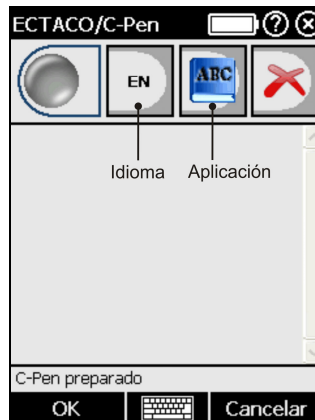 ECTACO/C-Pen
EN
ABC
Idioma
Aplicación
C-Pen preparado
OK
Cancelar